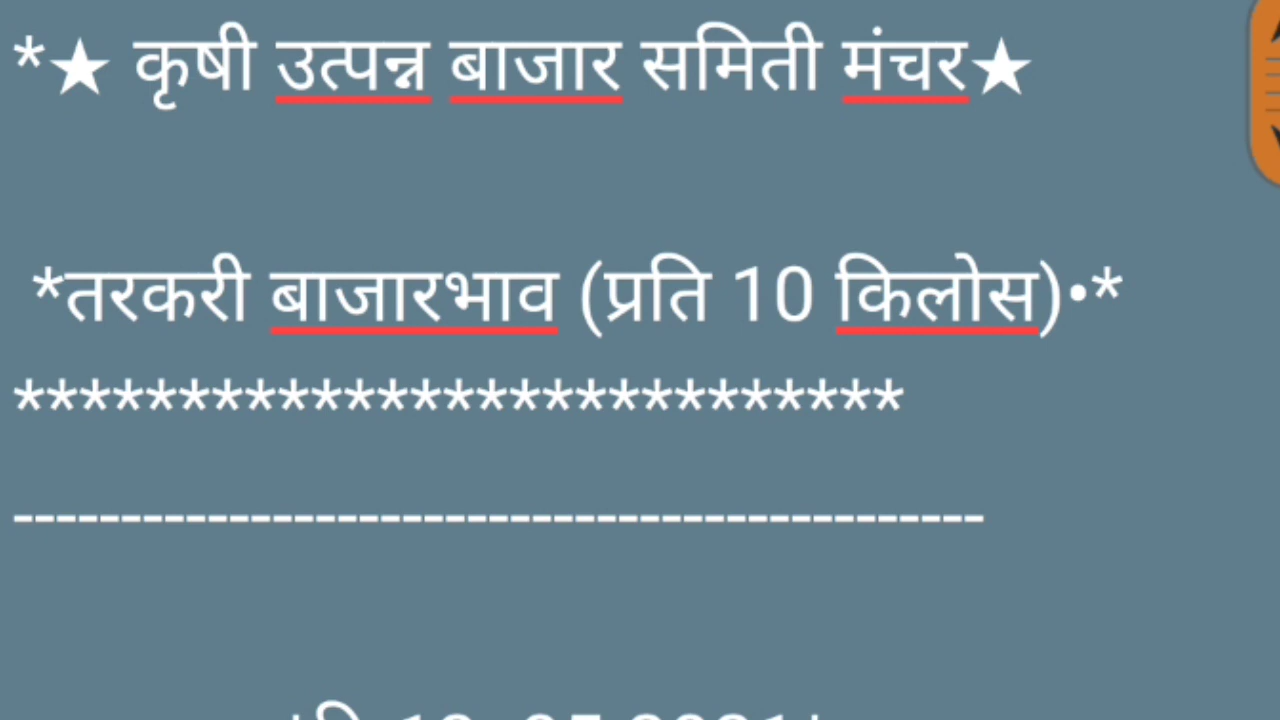 *★ कृषी उत्पन्न बाजार समिती मंचर★
*तरकरी बाजारभाव (प्रति 10 किलोस)•*
***************************
---------------------------------------------